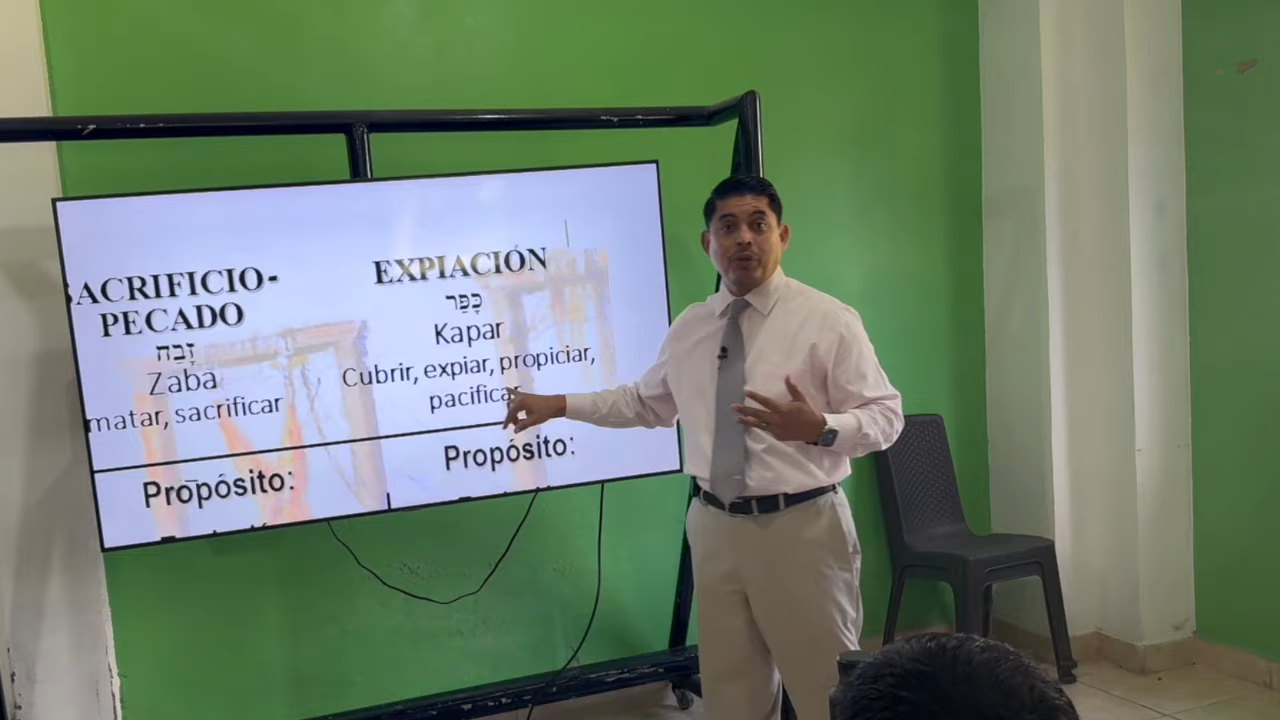 SACRIFICIO-
PECADO
זָבַח
Zaba
matar, sacrificar
Propósito:
EXPIACIÓN
כָּפַּר
Kapar
Cubrir, expiar, propiciar,
pacificar
Propósito: